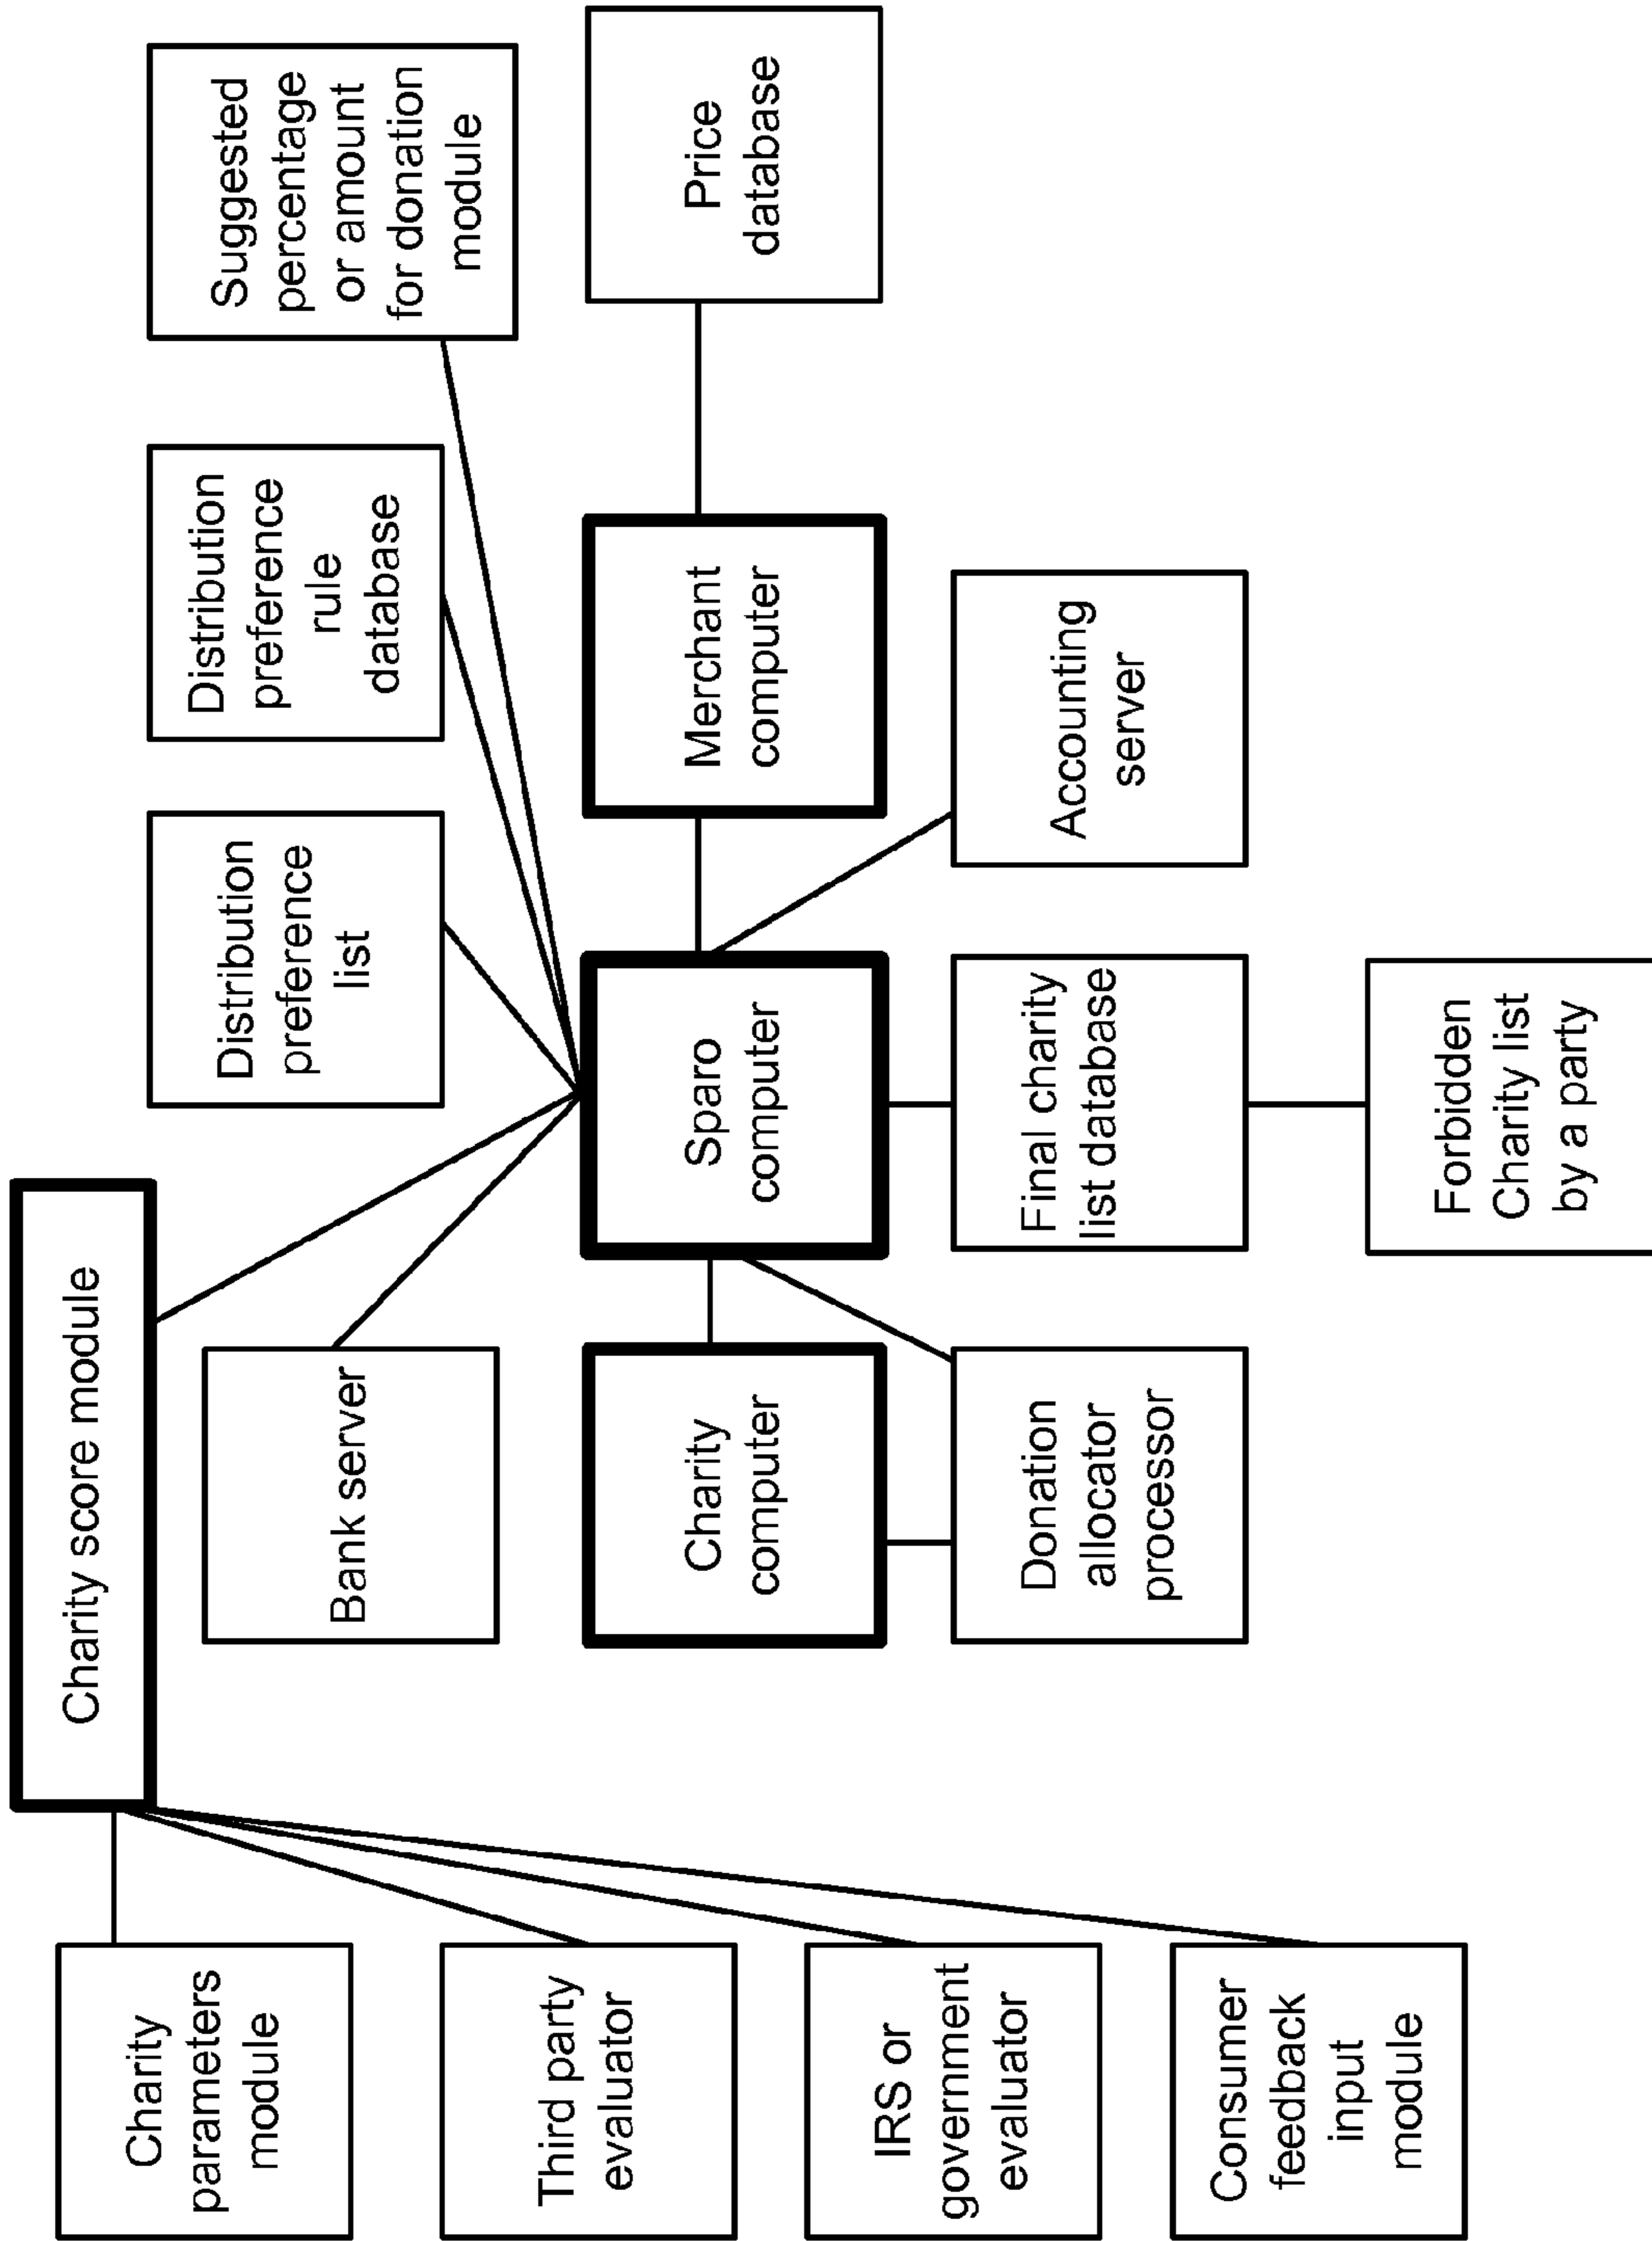 Charity score module
Suggested
percentage
or amount
for donation
module
Distribution
preference
rule
database
Distribution
preference
list
Bank server
Charity
parameters
module
Third party
evaluator
IRS or
government
evaluator
Consumer
feedback
input
module
Charity
computer
Sparo
computer
Merchant
computer
Price
database
Donation
allocator
processor
Final charity
list database
Accounting
server
Forbidden
Charity list
by a party